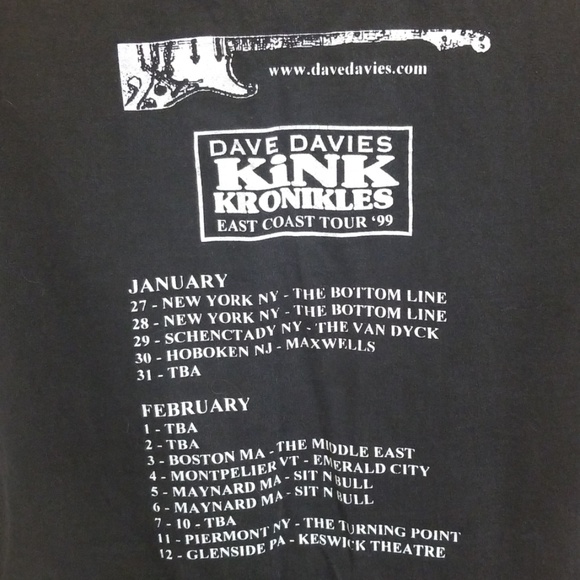 www.davedavies.com
DAVE DAVIES
KiNK
KRONIKLES
EAST COAST TOUR '99
JANUARY
27 - NEW YORK NY - THE BOTTOM LINE
28 - NEW YORK NY - THE BOTTOM LINE
29 - SCHENCTADY NY - THE VAN DYCK
30 - HOBOKEN NJ - MAXWELLS
31 - TBA
FEBRUARY
1 - TBA
2 - TBA
3 - BOSTON MA - THE MIDDLE EAST
4 - MONTPELIER VT - EMERALD CITY
5 - MAYNARD MA - SIT N BULL
6 - MAYNARD MA - SIT N BULL
7 - 10 - TBA
11 - PIERMONT NY - THE TURNING POINT
12 - GLENSIDE PA - KESWICK THEATRE